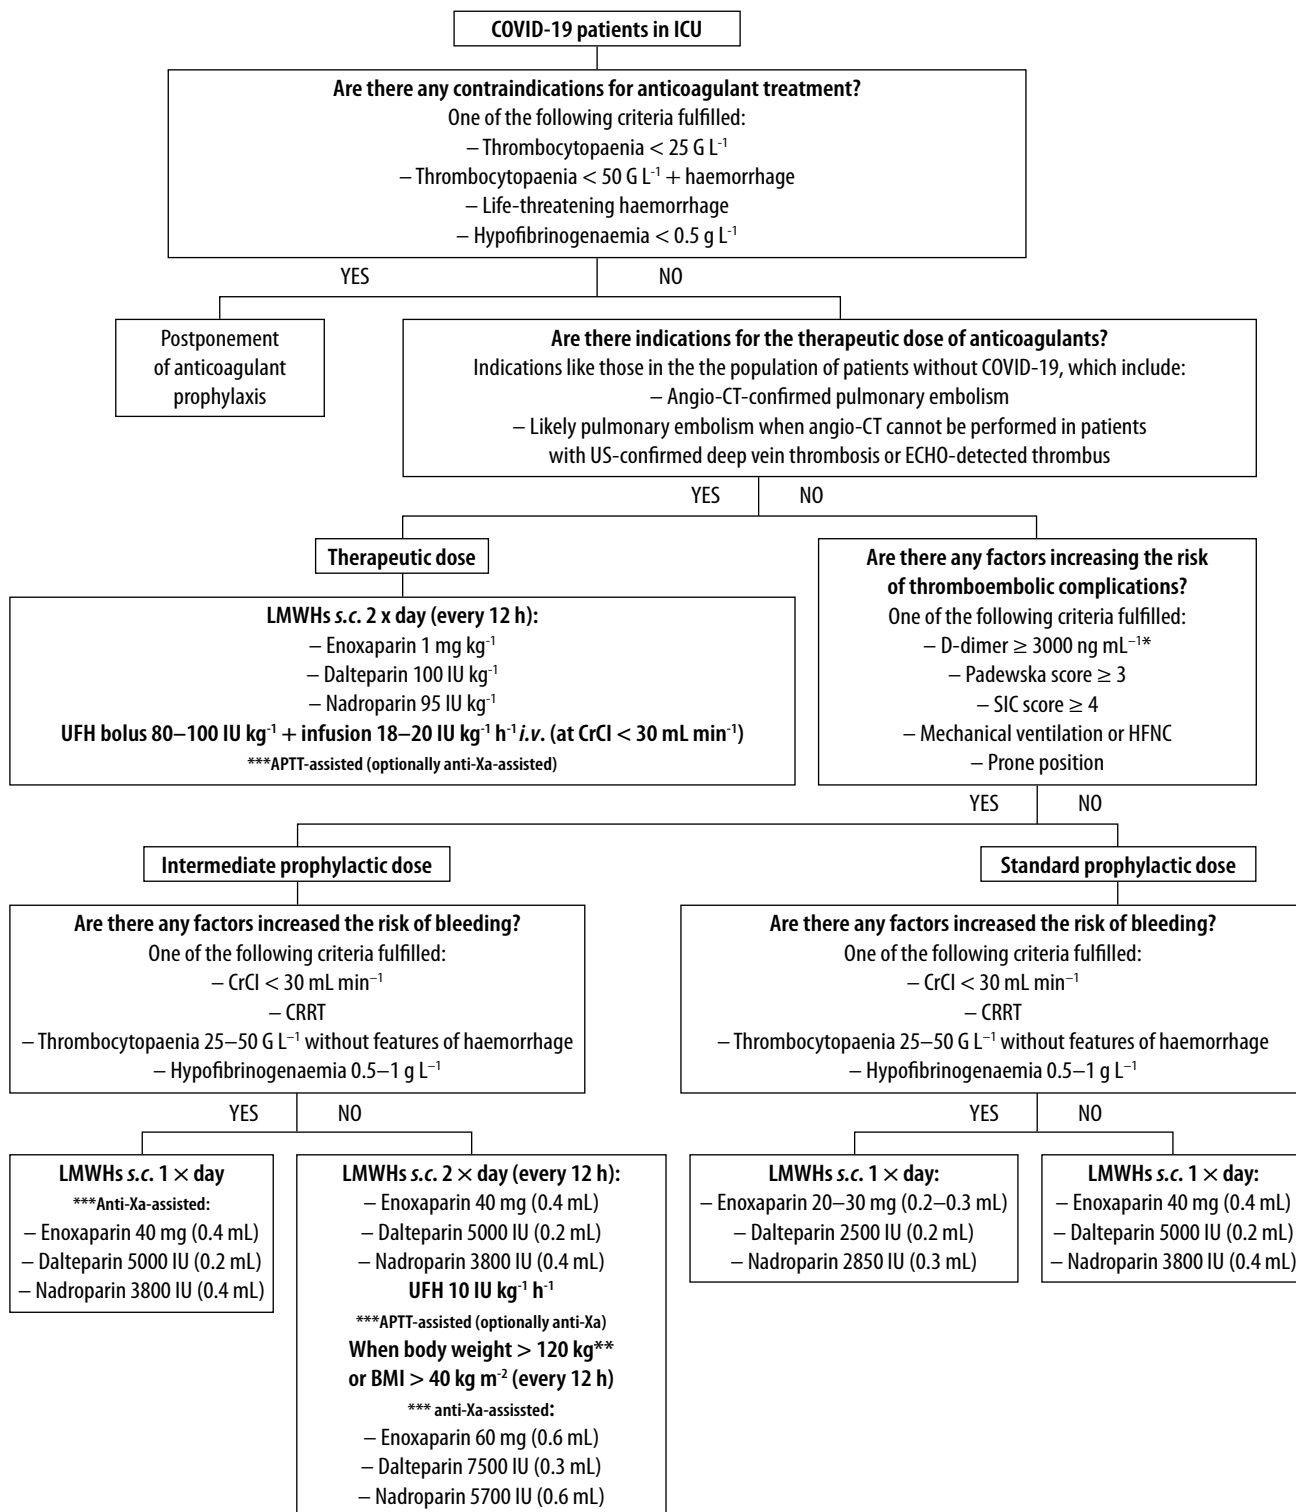 COVID-19 patients in ICU
Are there any contraindications for anticoagulant treatment?
One of the following criteria fulfilled:
– Thrombocytopaenia < 25 G L⁻¹
– Thrombocytopaenia < 50 G L⁻¹ + haemorrhage
– Life-threatening haemorrhage
– Hypofibrinogenaemia < 0.5 g L⁻¹
YES
NO
Postponement
of anticoagulant
prophylaxis
Are there indications for the therapeutic dose of anticoagulants?
Indications like those in the the population of patients without COVID-19, which include:
– Angio-CT-confirmed pulmonary embolism
– Likely pulmonary embolism when angio-CT cannot be performed in patients
with US-confirmed deep vein thrombosis or ECHO-detected thrombus
YES
NO
Therapeutic dose
LMWHs s.c. 2 x day (every 12 h):
– Enoxaparin 1 mg kg⁻¹
– Dalteparin 100 IU kg⁻¹
– Nadroparin 95 IU kg⁻¹
UFH bolus 80–100 IU kg⁻¹ + infusion 18–20 IU kg⁻¹ h⁻¹ i.v. (at CrCl < 30 mL min⁻¹)
***APTT-assisted (optionally anti-Xa-assisted)
Are there any factors increasing the risk
of thromboembolic complications?
One of the following criteria fulfilled:
– D-dimer ≥ 3000 ng mL⁻¹*
– Padewska score ≥ 3
– SIC score ≥ 4
– Mechanical ventilation or HFNC
– Prone position
YES
NO
Intermediate prophylactic dose
Are there any factors increased the risk of bleeding?
One of the following criteria fulfilled:
– CrCl < 30 mL min⁻¹
– CRRT
– Thrombocytopaenia 25–50 G L⁻¹ without features of haemorrhage
– Hypofibrinogenaemia 0.5–1 g L⁻¹
YES
NO
LMWHs s.c. 1 × day
***Anti-Xa-assisted:
– Enoxaparin 40 mg (0.4 mL)
– Dalteparin 5000 IU (0.2 mL)
– Nadroparin 3800 IU (0.4 mL)
LMWHs s.c. 2 × day (every 12 h):
– Enoxaparin 40 mg (0.4 mL)
– Dalteparin 5000 IU (0.2 mL)
– Nadroparin 3800 IU (0.4 mL)
UFH 10 IU kg⁻¹ h⁻¹
***APTT-assisted (optionally anti-Xa)
When body weight > 120 kg**
or BMI > 40 kg m⁻² (every 12 h)
*** anti-Xa-assissted:
– Enoxaparin 60 mg (0.6 mL)
– Dalteparin 7500 IU (0.3 mL)
– Nadroparin 5700 IU (0.6 mL)
Standard prophylactic dose
Are there any factors increased the risk of bleeding?
One of the following criteria fulfilled:
– CrCl < 30 mL min⁻¹
– CRRT
– Thrombocytopaenia 25–50 G L⁻¹ without features of haemorrhage
– Hypofibrinogenaemia 0.5–1 g L⁻¹
YES
NO
LMWHs s.c. 1 × day:
– Enoxaparin 20–30 mg (0.2–0.3 mL)
– Dalteparin 2500 IU (0.2 mL)
– Nadroparin 2850 IU (0.3 mL)
LMWHs s.c. 1 × day:
– Enoxaparin 40 mg (0.4 mL)
– Dalteparin 5000 IU (0.2 mL)
– Nadroparin 3800 IU (0.4 mL)